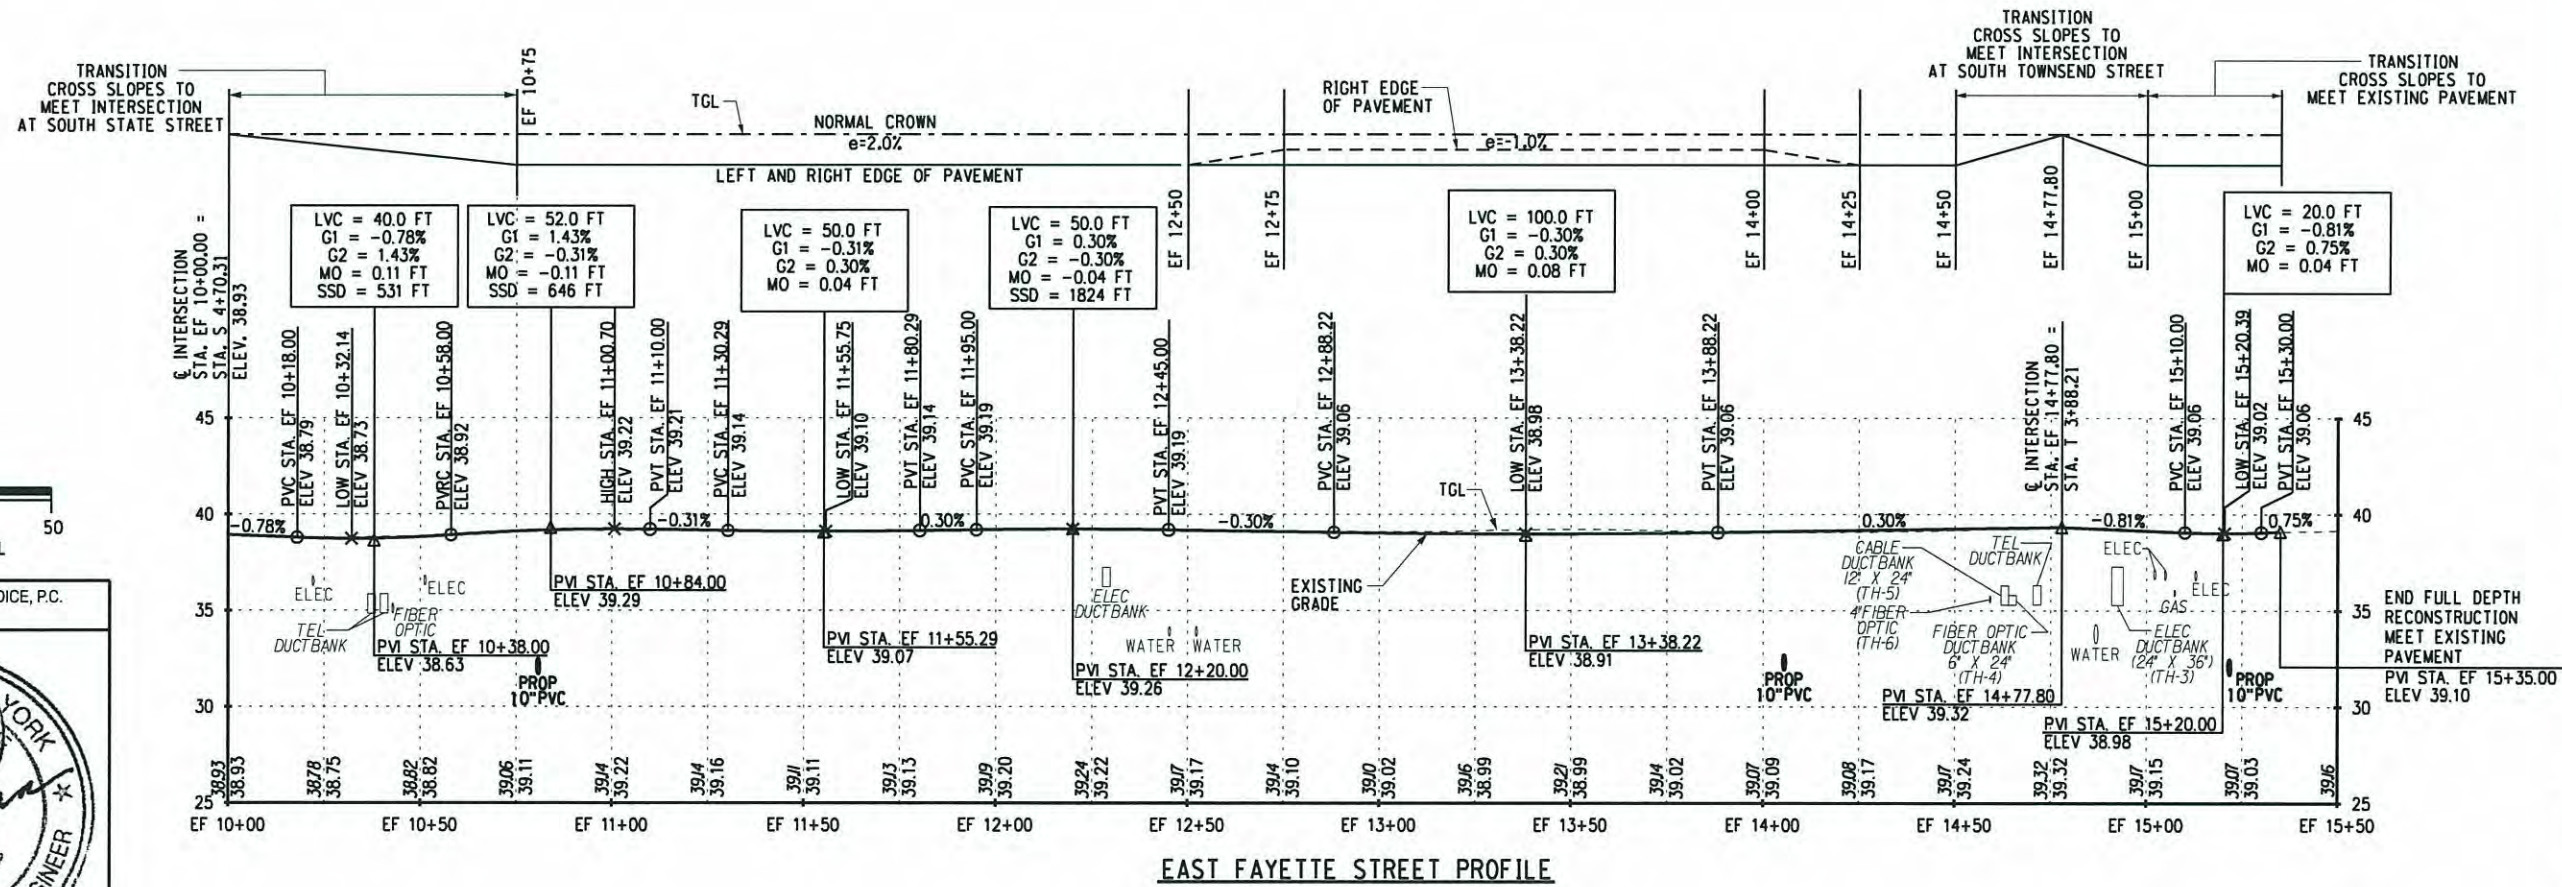 TRANSITION
CROSS SLOPES TO
MEET INTERSECTION
AT SOUTH STATE STREET
EF 10+75
TGL
NORMAL CROWN
e=2.0%
LEFT AND RIGHT EDGE OF PAVEMENT
RIGHT EDGE
OF PAVEMENT
e=-1.0%
TRANSITION
CROSS SLOPES TO
MEET INTERSECTION
AT SOUTH TOWNSEND STREET
TRANSITION
CROSS SLOPES TO
MEET EXISTING PAVEMENT
EF 12+50
EF 12+75
EF 14+00
EF 14+25
EF 14+50
EF 14+77.80
EF 15+00
LVC = 40.0 FT
G1 = -0.78%
G2 = 1.43%
MO = 0.11 FT
SSD = 531 FT
LVC = 52.0 FT
G1 = 1.43%
G2 = -0.31%
MO = -0.11 FT
SSD = 646 FT
LVC = 50.0 FT
G1 = -0.31%
G2 = 0.30%
MO = 0.04 FT
LVC = 50.0 FT
G1 = 0.30%
G2 = -0.30%
MO = -0.04 FT
SSD = 1824 FT
LVC = 100.0 FT
G1 = -0.30%
G2 = 0.30%
MO = 0.08 FT
LVC = 20.0 FT
G1 = -0.81%
G2 = 0.75%
MO = 0.04 FT
℄ INTERSECTION
STA. EF 10+00.00 =
STA. S 4+70.31
ELEV. 38.93
PVC STA. EF 10+18.00
ELEV 38.79
LOW STA. EF 10+32.14
ELEV 38.73
PVRC STA. EF 10+58.00
ELEV 38.92
HIGH STA. EF 11+00.70
ELEV 39.22
PVT STA. EF 11+10.00
ELEV 39.21
PVC STA. EF 11+30.29
ELEV 39.14
LOW STA. EF 11+55.75
ELEV 39.10
PVT STA. EF 11+80.29
ELEV 39.14
PVC STA. EF 11+95.00
ELEV 39.19
PVT STA. EF 12+45.00
ELEV 39.19
PVC STA. EF 12+88.22
ELEV 39.06
LOW STA. EF 13+38.22
ELEV 38.98
PVT STA. EF 13+88.22
ELEV 39.06
℄ INTERSECTION
STA. EF 14+77.80 =
STA. T 3+88.21
PVC STA. EF 15+10.00
ELEV 39.06
LOW STA. EF 15+20.39
ELEV 39.02
PVT STA. EF 15+30.00
ELEV 39.06
45
40
35
30
25
45
40
35
30
25
50
-0.78%
-0.31%
0.30%
-0.30%
TGL
0.30%
-0.81%
0.75%
ELEC
TEL
DUCTBANK
FIBER
OPTIC
ELEC
PVI STA. EF 10+38.00
ELEV 38.63
PROP
10"PVC
PVI STA. EF 10+84.00
ELEV 39.29
PVI STA. EF 11+55.29
ELEV 39.07
ELEC
DUCTBANK
WATER
WATER
PVI STA. EF 12+20.00
ELEV 39.26
EXISTING
GRADE
PVI STA. EF 13+38.22
ELEV 38.91
PROP
10"PVC
CABLE
DUCTBANK
12" X 24"
(TH-5)
4"FIBER
OPTIC
(TH-6)
TEL
DUCTBANK
FIBER OPTIC
DUCTBANK
6" X 24"
(TH-4)
PVI STA. EF 14+77.80
ELEV 39.32
ELEC
GAS
ELEC
WATER
ELEC
DUCTBANK
(24" X 36")
(TH-3)
PROP
10"PVC
PVI STA. EF 15+20.00
ELEV 38.98
END FULL DEPTH
RECONSTRUCTION
MEET EXISTING
PAVEMENT
PVI STA. EF 15+35.00
ELEV 39.10
OICE, P.C.
YORK
INEER
38.93 38.93
38.78 38.75
38.82 38.82
39.06 39.11
39.14 39.22
39.14 39.16
39.11 39.11
39.13 39.13
39.19 39.20
39.24 39.22
39.17 39.17
39.14 39.10
39.10 39.02
39.16 38.99
39.21 38.99
39.14 39.02
39.07 39.09
39.08 39.17
39.17 39.24
39.32 39.32
39.17 39.15
39.07 39.03
39.16
EF 10+00
EF 10+50
EF 11+00
EF 11+50
EF 12+00
EF 12+50
EF 13+00
EF 13+50
EF 14+00
EF 14+50
EF 15+00
EF 15+50
EAST FAYETTE STREET PROFILE